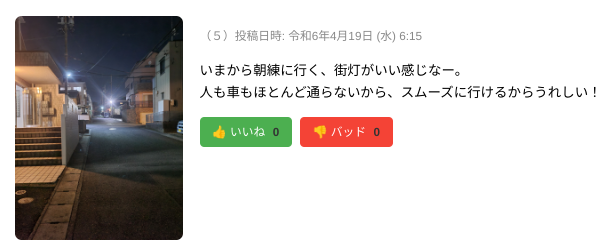 （５）投稿日時: 令和6年4月19日 (水) 6:15
いまから朝練に行く、街灯がいい感じなー。
人も車もほとんど通らないから、スムーズに行けるからうれしい！
👍 いいね 0
👎 バッド 0